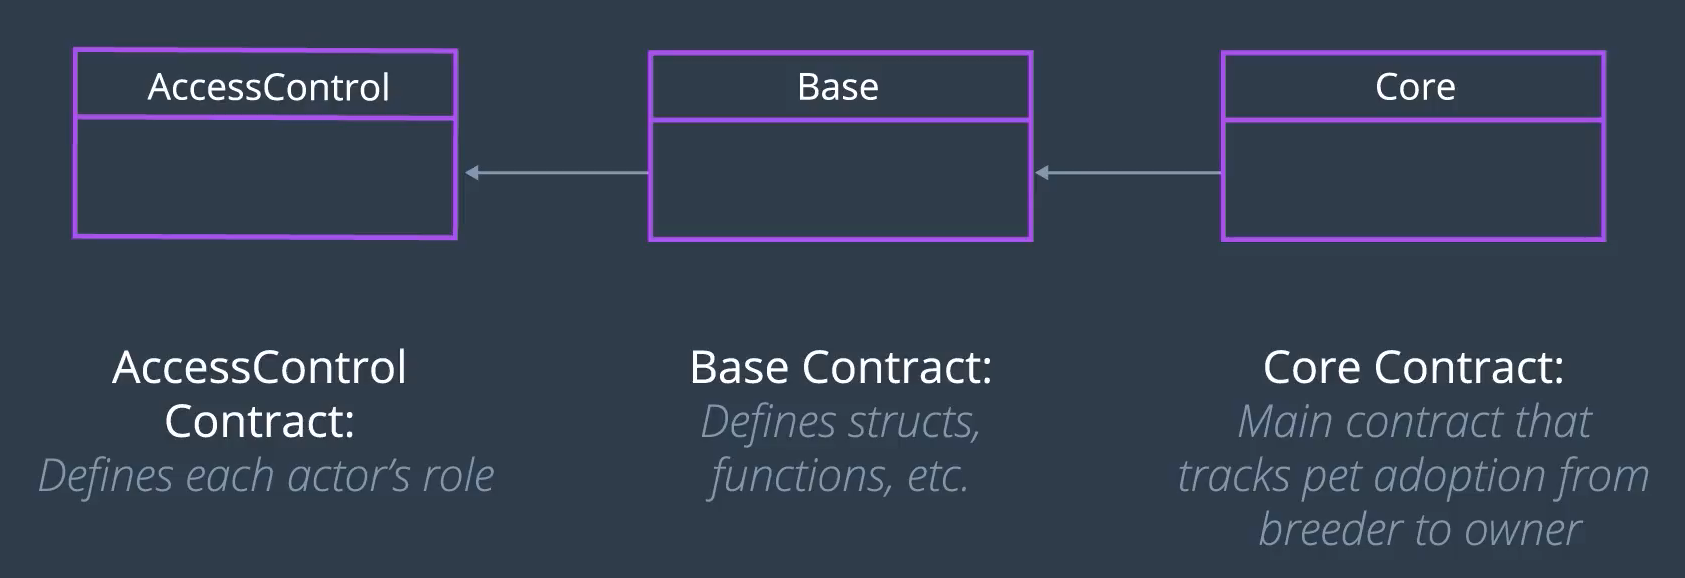 AccessControl
Base
Core
AccessControl
Contract:
Defines each actor's role
Base Contract:
Defines structs,
functions, etc.
Core Contract:
Main contract that
tracks pet adoption from
breeder to owner